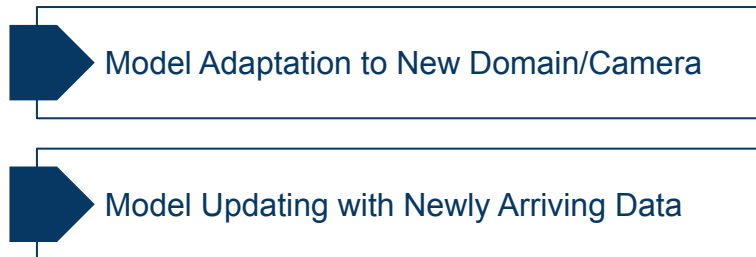 Model Adaptation to New Domain/Camera
Model Updating with Newly Arriving Data